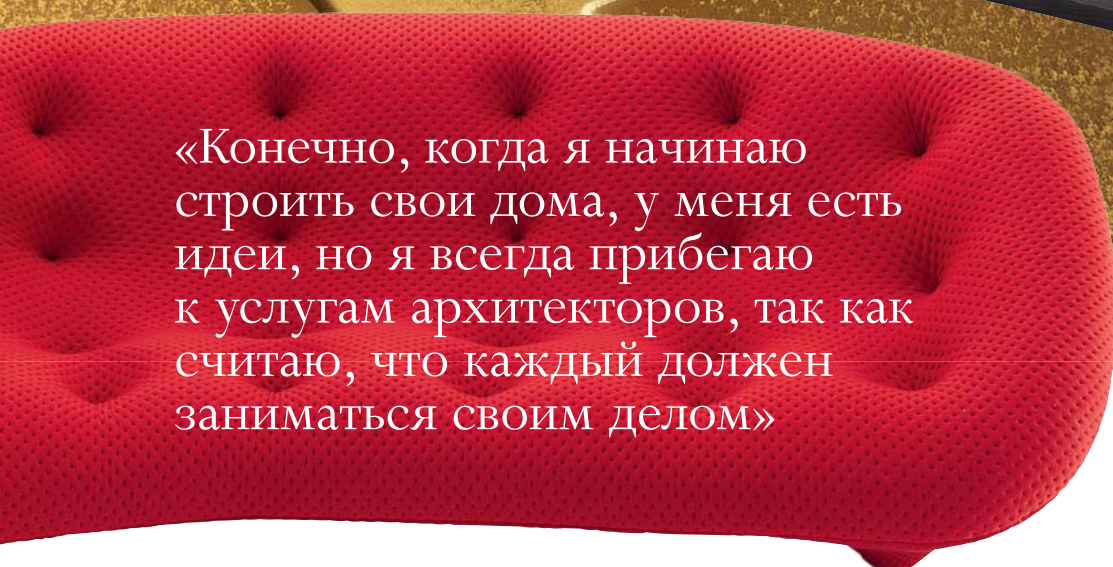 «Конечно, когда я начинаю
строить свои дома, у меня есть
идеи, но я всегда прибегаю
к услугам архитекторов, так как
считаю, что каждый должен
заниматься своим делом»